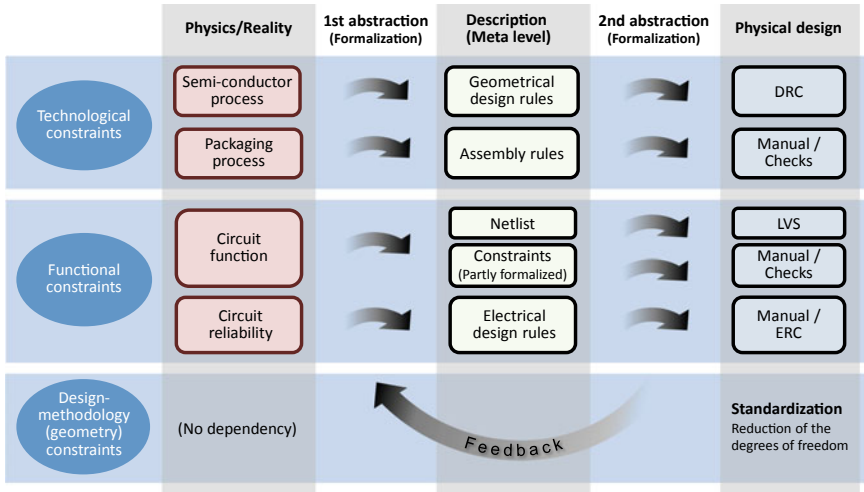 Physics/Reality
1st abstraction
(Formalization)
Description
(Meta level)
2nd abstraction
(Formalization)
Physical design
Technological
constraints
Semi-conductor
process
Geometrical
design rules
DRC
Packaging
process
Assembly rules
Manual /
Checks
Functional
constraints
Circuit
function
Netlist
LVS
Constraints
(Partly formalized)
Manual /
Checks
Circuit
reliability
Electrical
design rules
Manual /
ERC
Design-
methodology
(geometry)
constraints
(No dependency)
Feedback
Standardization
Reduction of the
degrees of freedom